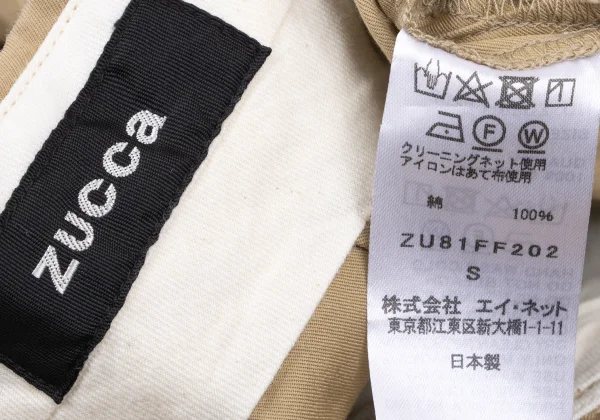 zucca
F W
クリーニングネット使用
アイロンはあて布使用
綿 100%
ZU81FF202
S
株式会社 エイ・ネット
東京都江東区新大橋1-1-11
日本製